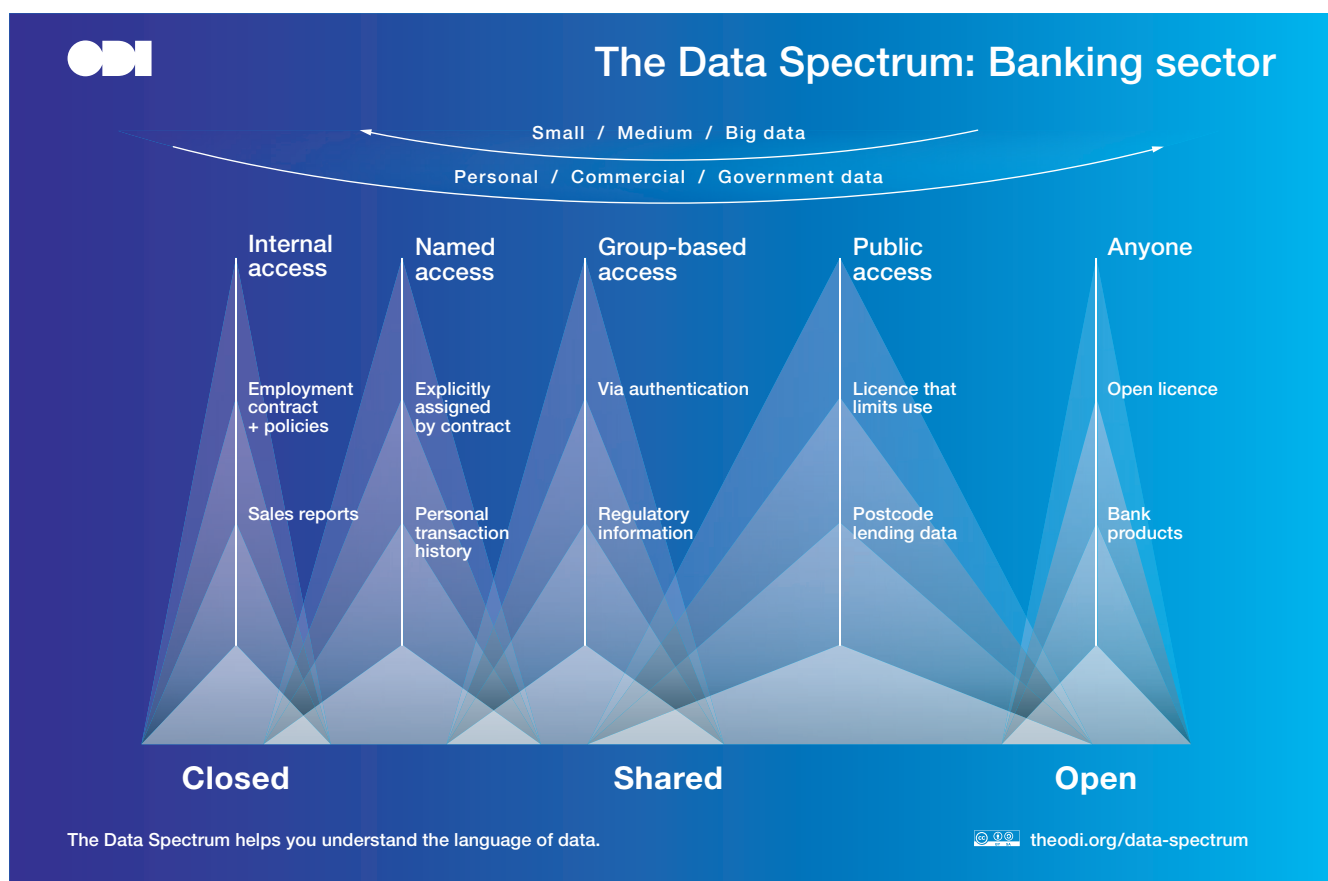 ODI
The Data Spectrum: Banking sector
Small / Medium / Big data
Personal / Commercial / Government data
Internal
access
Named
access
Group-based
access
Public
access
Anyone
Employment
contract
+ policies
Explicitly
assigned
by contract
Via authentication
Licence that
limits use
Open licence
Sales reports
Personal
transaction
history
Regulatory
information
Postcode
lending data
Bank
products
Closed
Shared
Open
The Data Spectrum helps you understand the language of data.
theodi.org/data-spectrum